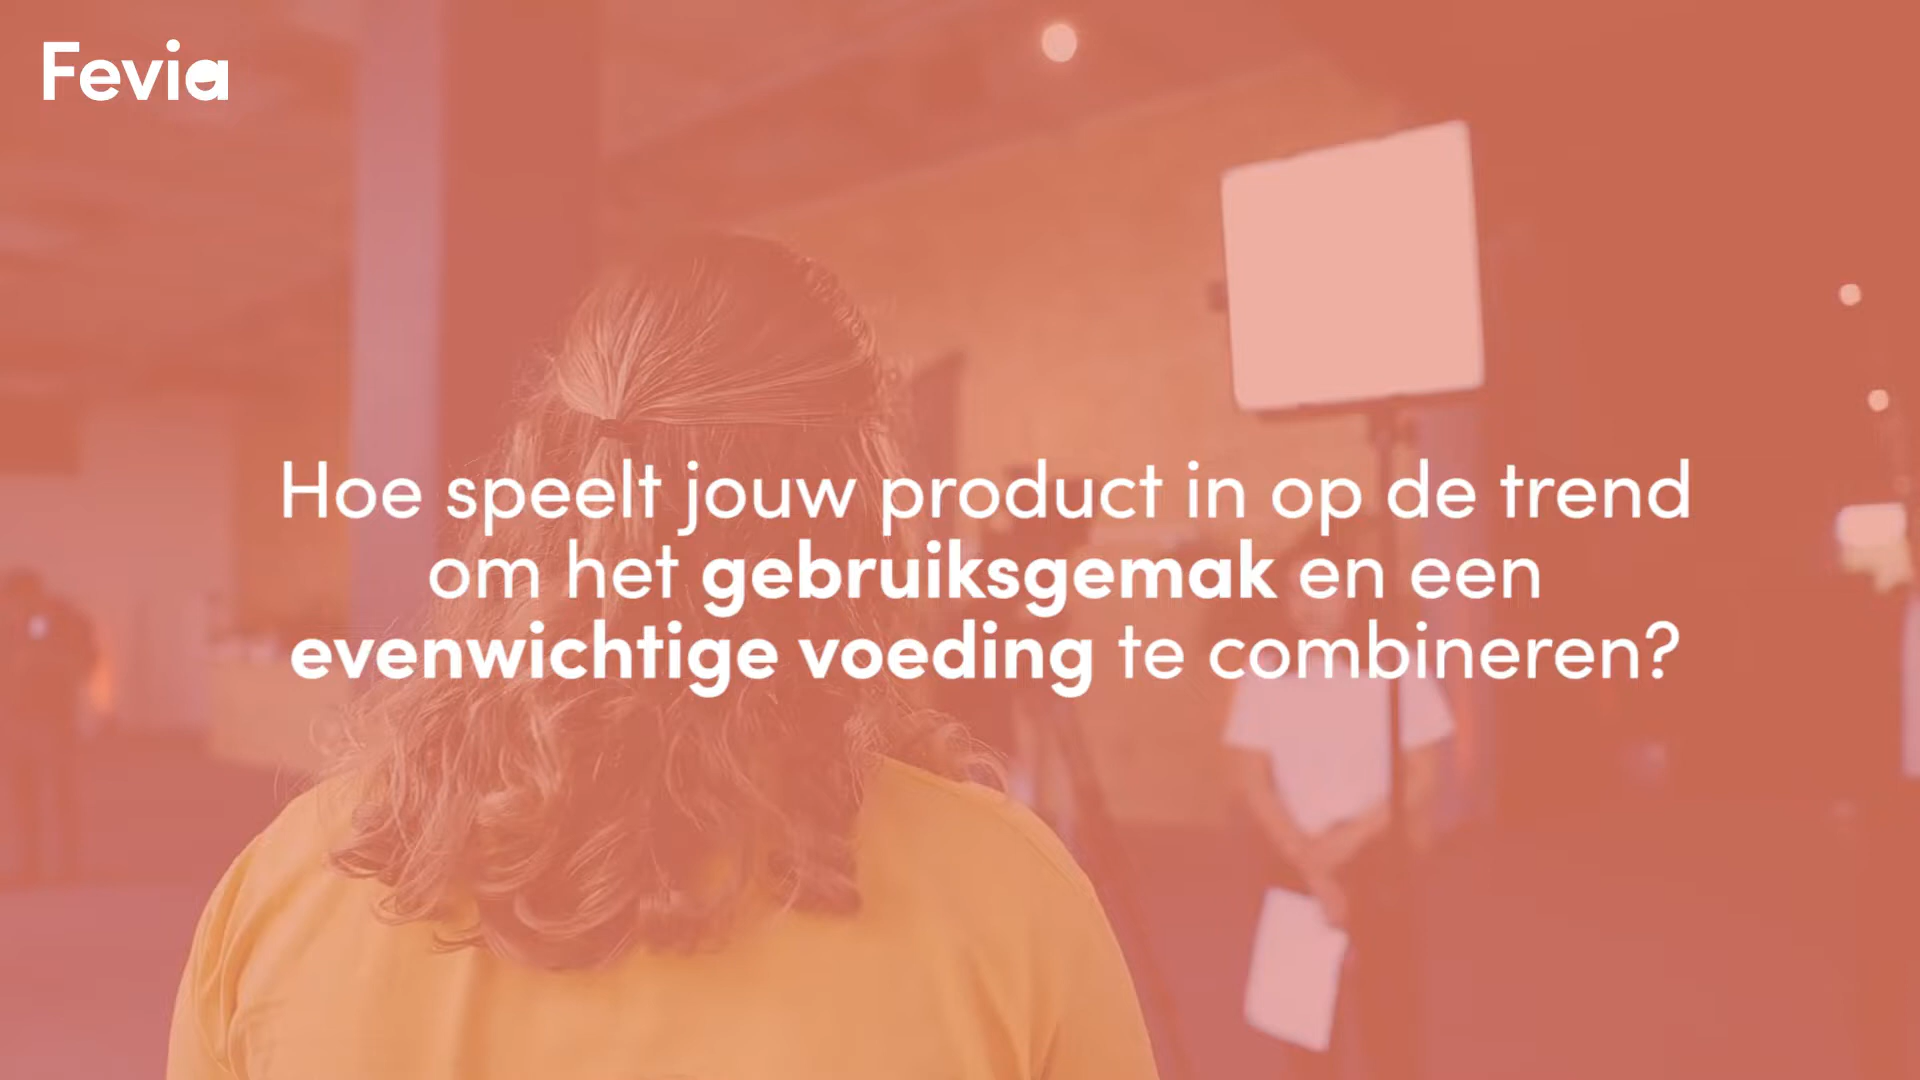 Fevia
Hoe speelt jouw product in op de trend
om het gebruiksgemak en een
evenwichtige voeding te combineren?